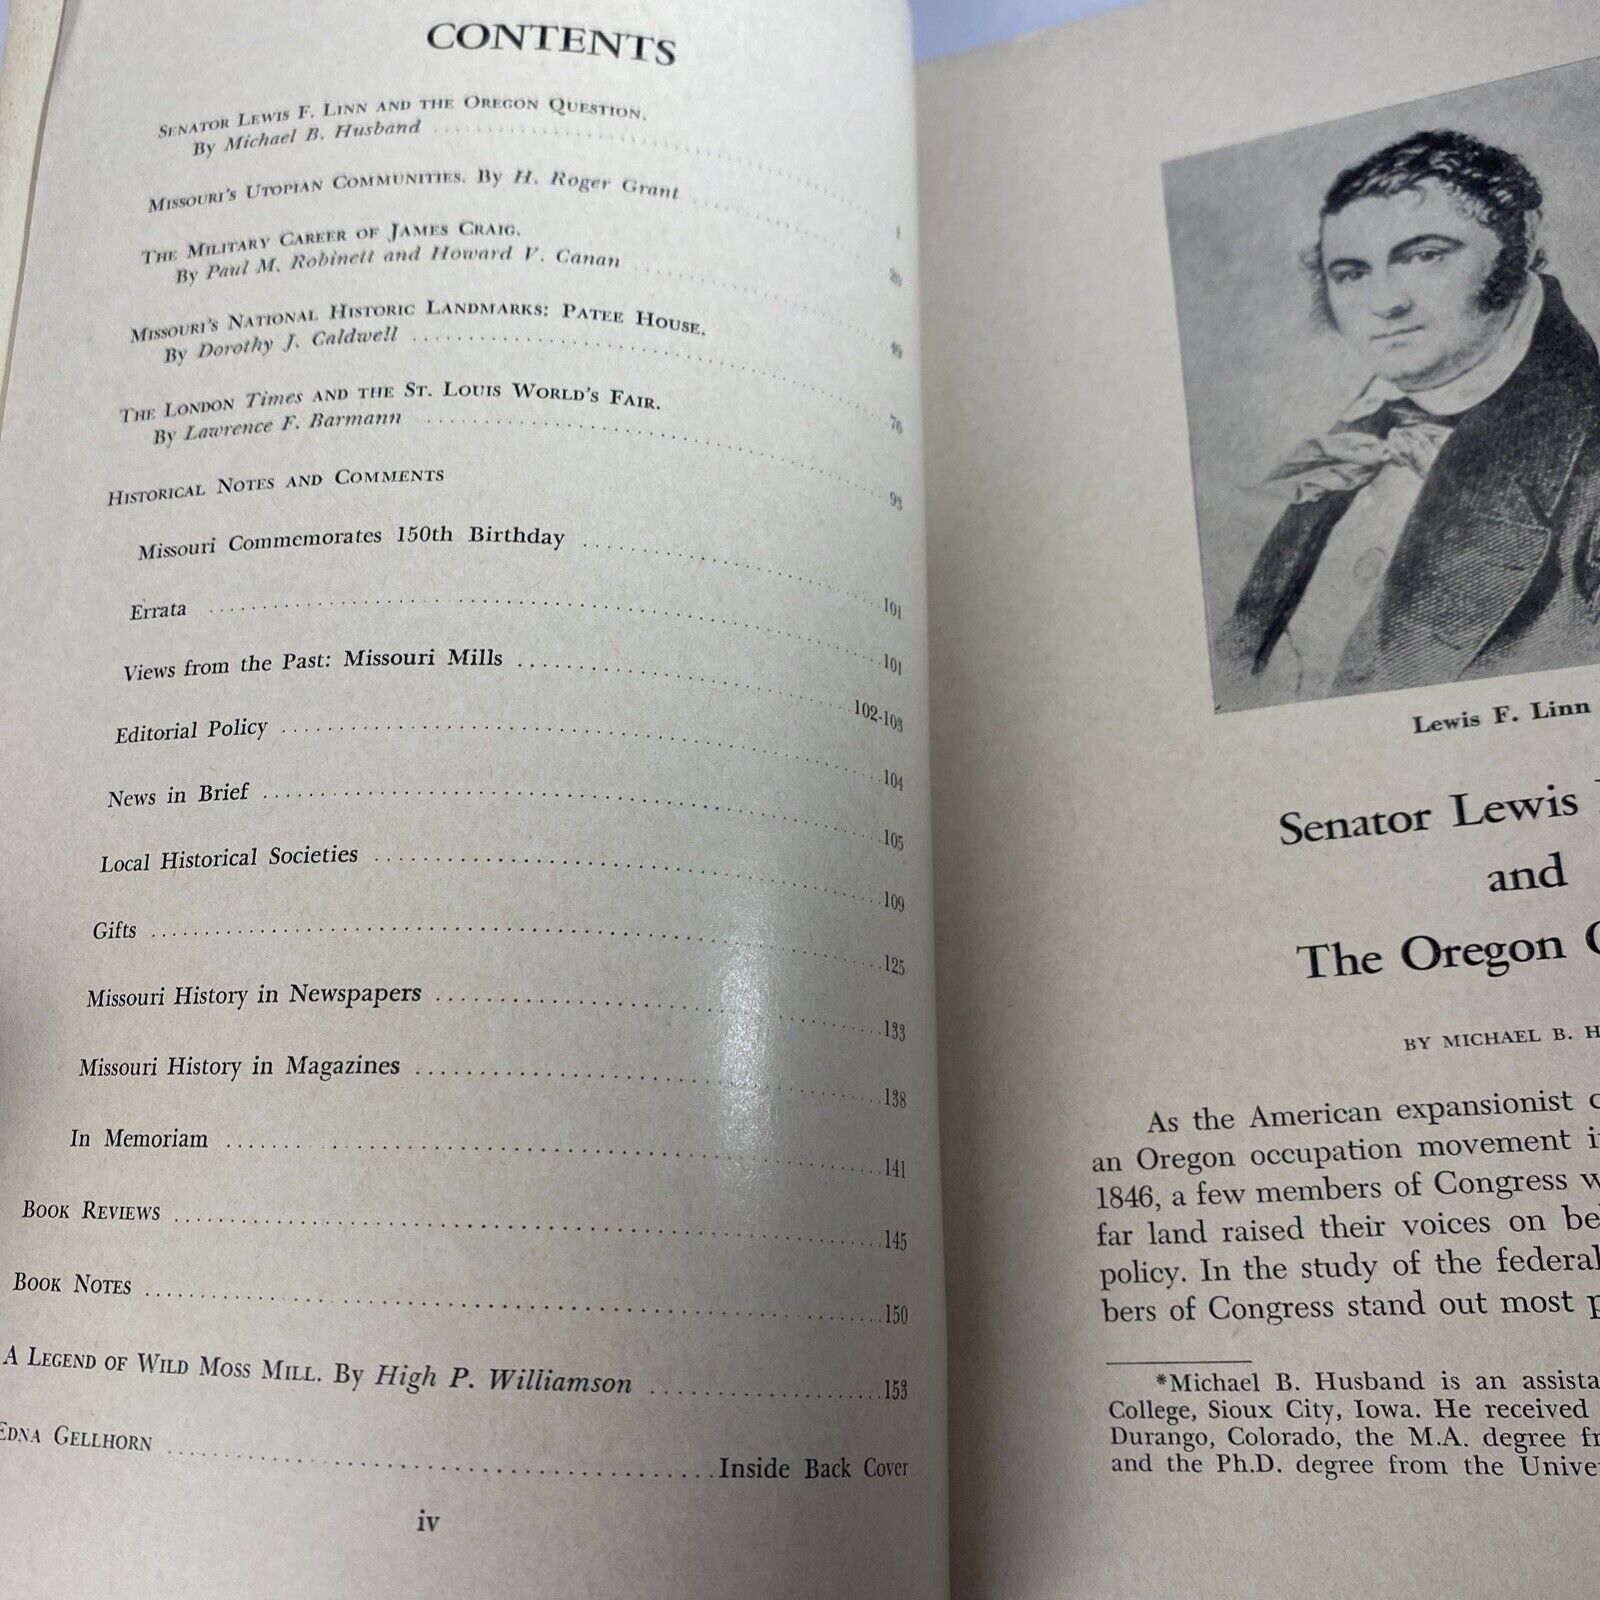 CONTENTS
SENATOR LEWIS F. LINN AND THE OREGON QUESTION.
By Michael B. Husband .......... 1
MISSOURI'S UTOPIAN COMMUNITIES. By H. Roger Grant .......... 20
THE MILITARY CAREER OF JAMES CRAIG.
By Paul M. Robinett and Howard V. Canan .......... 49
MISSOURI'S NATIONAL HISTORIC LANDMARKS: PATEE HOUSE.
By Dorothy J. Caldwell .......... 76
THE LONDON Times AND THE ST. LOUIS WORLD'S FAIR.
By Lawrence F. Barmann .......... 93
HISTORICAL NOTES AND COMMENTS
Missouri Commemorates 150th Birthday .......... 101
Errata .......... 101
Views from the Past: Missouri Mills .......... 102-103
Editorial Policy .......... 104
News in Brief .......... 105
Local Historical Societies .......... 109
Gifts .......... 125
Missouri History in Newspapers .......... 133
Missouri History in Magazines .......... 138
In Memoriam .......... 141
BOOK REVIEWS .......... 145
BOOK NOTES .......... 150
A LEGEND OF WILD MOSS MILL. By High P. Williamson .......... 153
EDNA GELLHORN .......... Inside Back Cover
iv
Lewis F. Linn
Senator Lewis
and
The Oregon
BY MICHAEL B. H
As the American expansionist
an Oregon occupation movement
1846, a few members of Congress
far land raised their voices on
policy. In the study of the federal
bers of Congress stand out most
*Michael B. Husband is an
College, Sioux City, Iowa. He received
Durango, Colorado, the M.A. degree
and the Ph.D. degree from the